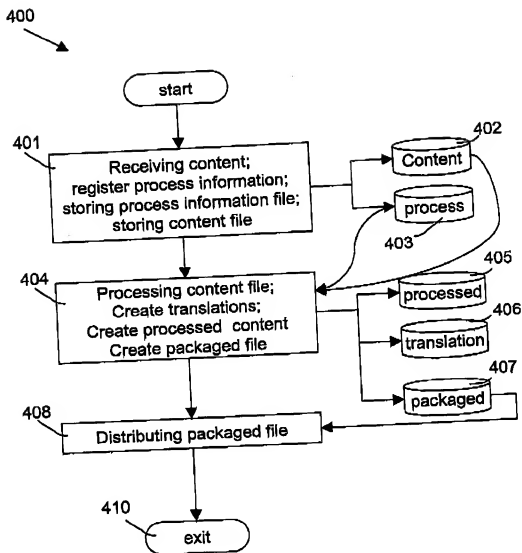 400
start
401
Receiving content;
register process information;
storing process information file;
storing content file
402
Content
process
403
404
Processing content file;
Create translations;
Create processed content
Create packaged file
405
processed
406
translation
407
packaged
408
Distributing packaged file
410
exit